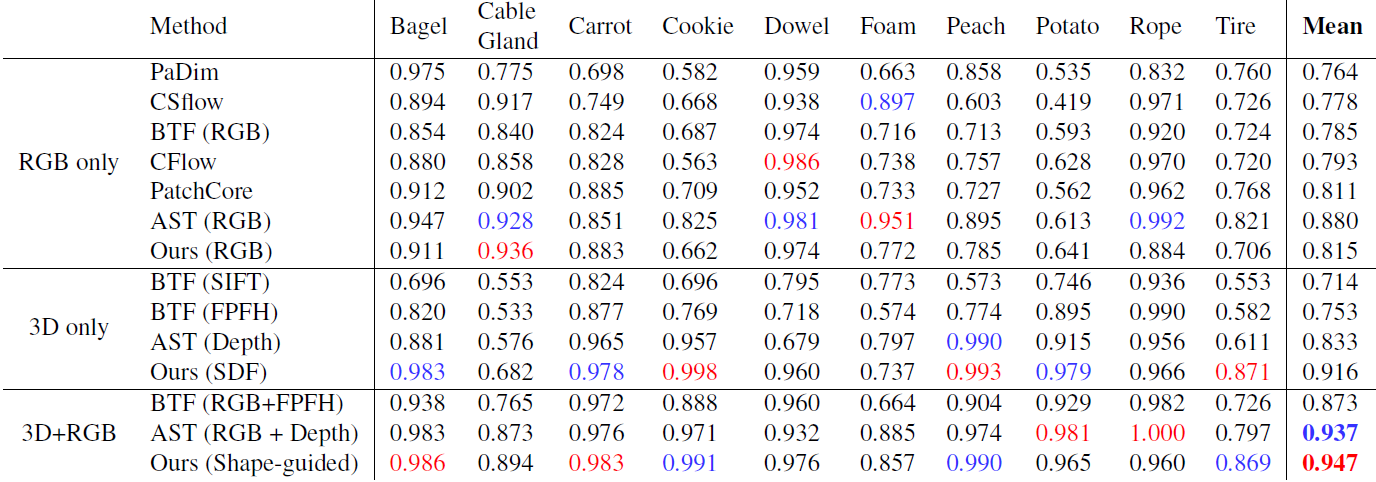 Method Bagel Cable Gland Carrot Cookie Dowel Foam Peach Potato Rope Tire Mean
RGB only
PaDim 0.975 0.775 0.698 0.582 0.959 0.663 0.858 0.535 0.832 0.760 0.764
CSflow 0.894 0.917 0.749 0.668 0.938 0.897 0.603 0.419 0.971 0.726 0.778
BTF (RGB) 0.854 0.840 0.824 0.687 0.974 0.716 0.713 0.593 0.920 0.724 0.785
CFlow 0.880 0.858 0.828 0.563 0.986 0.738 0.757 0.628 0.970 0.720 0.793
PatchCore 0.912 0.902 0.885 0.709 0.952 0.733 0.727 0.562 0.962 0.768 0.811
AST (RGB) 0.947 0.928 0.851 0.825 0.981 0.951 0.895 0.613 0.992 0.821 0.880
Ours (RGB) 0.911 0.936 0.883 0.662 0.974 0.772 0.785 0.641 0.884 0.706 0.815
3D only
BTF (SIFT) 0.696 0.553 0.824 0.696 0.795 0.773 0.573 0.746 0.936 0.553 0.714
BTF (FPFH) 0.820 0.533 0.877 0.769 0.718 0.574 0.774 0.895 0.990 0.582 0.753
AST (Depth) 0.881 0.576 0.965 0.957 0.679 0.797 0.990 0.915 0.956 0.611 0.833
Ours (SDF) 0.983 0.682 0.978 0.998 0.960 0.737 0.993 0.979 0.966 0.871 0.916
3D+RGB
BTF (RGB+FPFH) 0.938 0.765 0.972 0.888 0.960 0.664 0.904 0.929 0.982 0.726 0.873
AST (RGB + Depth) 0.983 0.873 0.976 0.971 0.932 0.885 0.974 0.981 1.000 0.797 0.937
Ours (Shape-guided) 0.986 0.894 0.983 0.991 0.976 0.857 0.990 0.965 0.960 0.869 0.947